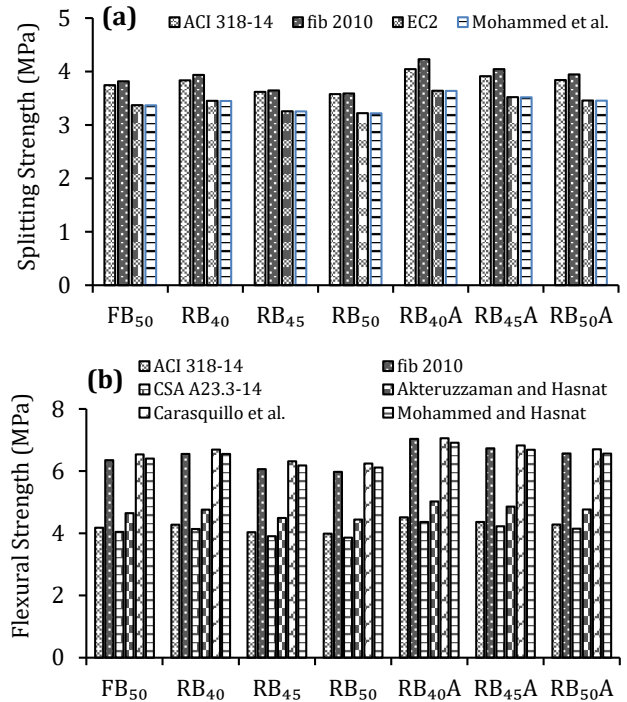 (a)
ACI 318-14 fib 2010 EC2 Mohammed et al.
Splitting Strength (MPa)
5
4
3
2
1
0
FB₅₀ RB₄₀ RB₄₅ RB₅₀ RB₄₀A RB₄₅A RB₅₀A
(b)
ACI 318-14 fib 2010
CSA A23.3-14 Akteruzzaman and Hasnat
Carasquillo et al. Mohammed and Hasnat
Flexural Strength (MPa)
8
6
4
2
0
FB₅₀ RB₄₀ RB₄₅ RB₅₀ RB₄₀A RB₄₅A RB₅₀A